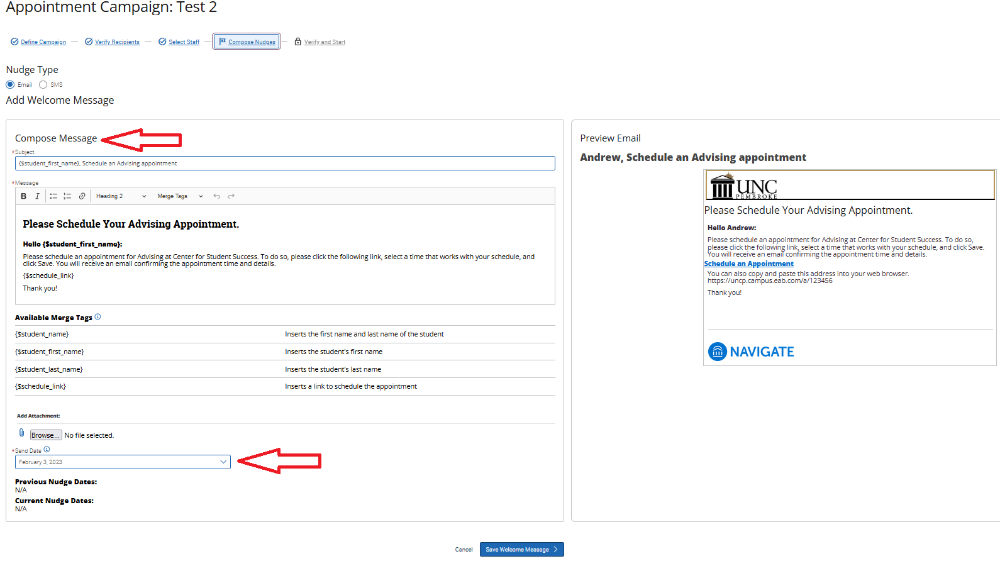 Appointment Campaign: Test 2
Define Campaign
Verify Recipients
Select Staff
Compose Nudges
Verify and Start
Nudge Type
Email
SMS
Add Welcome Message
Compose Message
*Subject
{$student_first_name}, Schedule an Advising appointment
*Message
B I Heading 2 Merge Tags
Please Schedule Your Advising Appointment.
Hello {$student_first_name}:
Please schedule an appointment for Advising at Center for Student Success. To do so, please click the following link, select a time that works with your schedule, and
click Save. You will receive an email confirming the appointment time and details.
{$schedule_link}
Thank you!
Available Merge Tags
{$student_name} Inserts the first name and last name of the student
{$student_first_name} Inserts the student's first name
{$student_last_name} Inserts the student's last name
{$schedule_link} Inserts a link to schedule the appointment
Add Attachment:
Browse... No file selected.
*Send Date
February 3, 2023
Previous Nudge Dates:
N/A
Current Nudge Dates:
N/A
Preview Email
Andrew, Schedule an Advising appointment
UNC
PEMBROKE
Please Schedule Your Advising Appointment.
Hello Andrew:
Please schedule an appointment for Advising at Center for Student Success. To do so,
please click the following link, select a time that works with your schedule, and click Save.
You will receive an email confirming the appointment time and details.
Schedule an Appointment
You can also copy and paste this address into your web browser.
https://uncp.campus.eab.com/a/123456
Thank you!
NAVIGATE
Cancel
Save Welcome Message